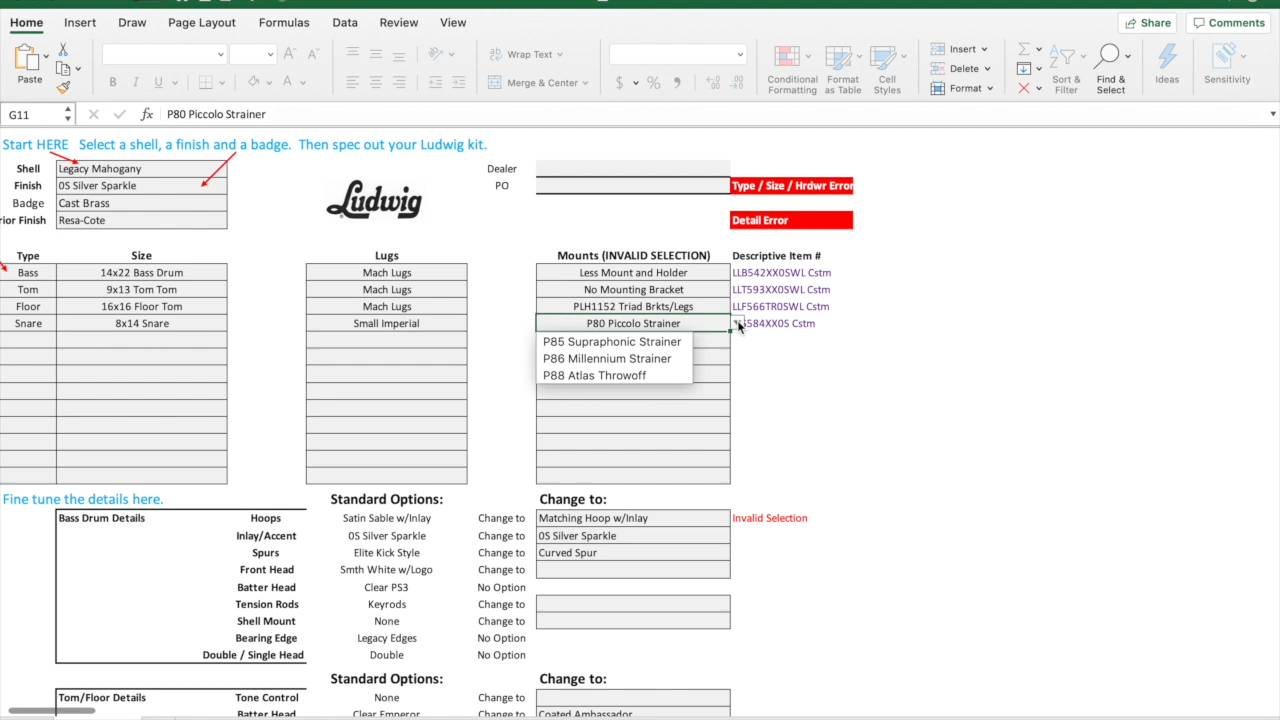 Home Insert Draw Page Layout Formulas Data Review View Share Comments
Paste Wrap Text Merge & Center $ % Conditional Formatting Format as Table Cell Styles Insert Delete Format Sort & Filter Find & Select Ideas Sensitivity
G11 fx P80 Piccolo Strainer
Start HERE Select a shell, a finish and a badge. Then spec out your Ludwig kit.
Shell Legacy Mahogany Dealer
Finish 0S Silver Sparkle PO Type / Size / Hrdwr Error
Badge Cast Brass Ludwig
rior Finish Resa-Cote Detail Error
Type Size Lugs Mounts (INVALID SELECTION) Descriptive Item #
Bass 14x22 Bass Drum Mach Lugs Less Mount and Holder LLB542XX0SWL Cstm
Tom 9x13 Tom Tom Mach Lugs No Mounting Bracket LLT593XX0SWL Cstm
Floor 16x16 Floor Tom Mach Lugs PLH1152 Triad Brkts/Legs LLF566TR0SWL Cstm
Snare 8x14 Snare Small Imperial P80 Piccolo Strainer S584XX0S Cstm
P85 Supraphonic Strainer
P86 Millennium Strainer
P88 Atlas Throwoff
Fine tune the details here. Standard Options: Change to:
Bass Drum Details Hoops Satin Sable w/Inlay Change to Matching Hoop w/Inlay Invalid Selection
Inlay/Accent 0S Silver Sparkle Change to 0S Silver Sparkle
Spurs Elite Kick Style Change to Curved Spur
Front Head Smth White w/Logo Change to
Batter Head Clear PS3 No Option
Tension Rods Keyrods Change to
Shell Mount None Change to
Bearing Edge Legacy Edges No Option
Double / Single Head Double No Option
Standard Options: Change to:
Tom/Floor Details Tone Control None Change to
Batter Head Clear Emperor Change to Coated Ambassador